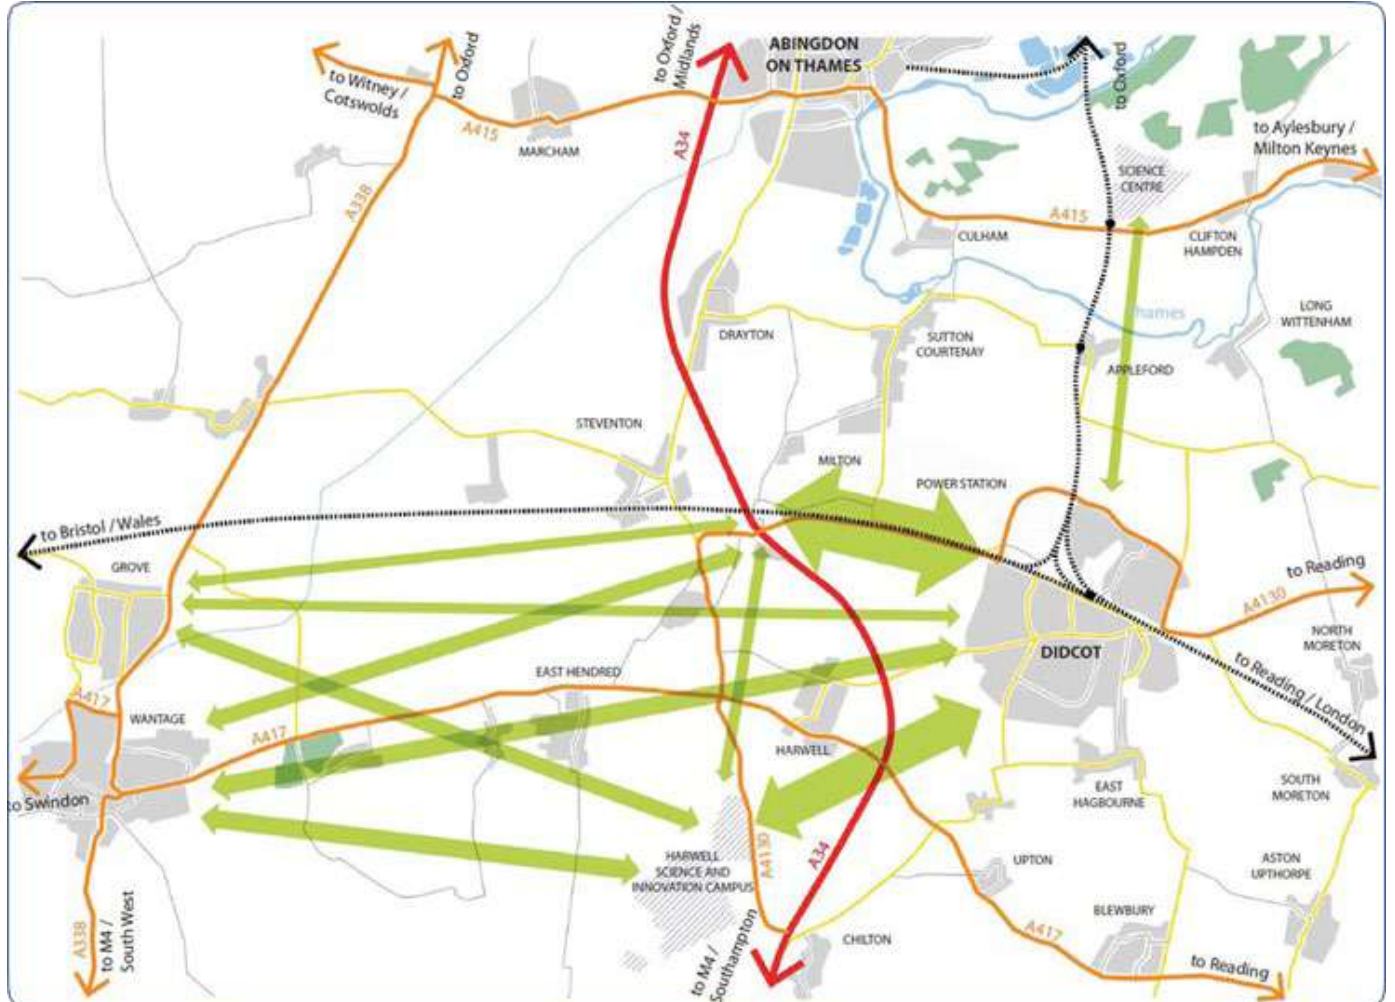 to Witney /
Cotswolds
to Oxford
to Oxford /
Midlands
ABINGDON
ON THAMES
to Oxford
to Aylesbury /
Milton Keynes
A415
MARCHAM
A34
SCIENCE
CENTRE
A338
A415
CULHAM
CLIFTON
HAMPDEN
hames
LONG
WITTENHAM
DRAYTON
SUTTON
COURTENAY
APPLEFORD
STEVENTON
MILTON
POWER STATION
to Bristol / Wales
GROVE
to Reading
A4130
NORTH
MORETON
DIDCOT
to Reading / London
EAST HENDRED
A417
WANTAGE
A417
HARWELL
to Swindon
EAST
HAGBOURNE
SOUTH
MORETON
HARWELL
SCIENCE AND
INNOVATION CAMPUS
A4130
A34
UPTON
ASTON
UPTHORPE
BLEWBURY
A338
to M4 /
South West
to M4 /
Southampton
CHILTON
A417
to Reading